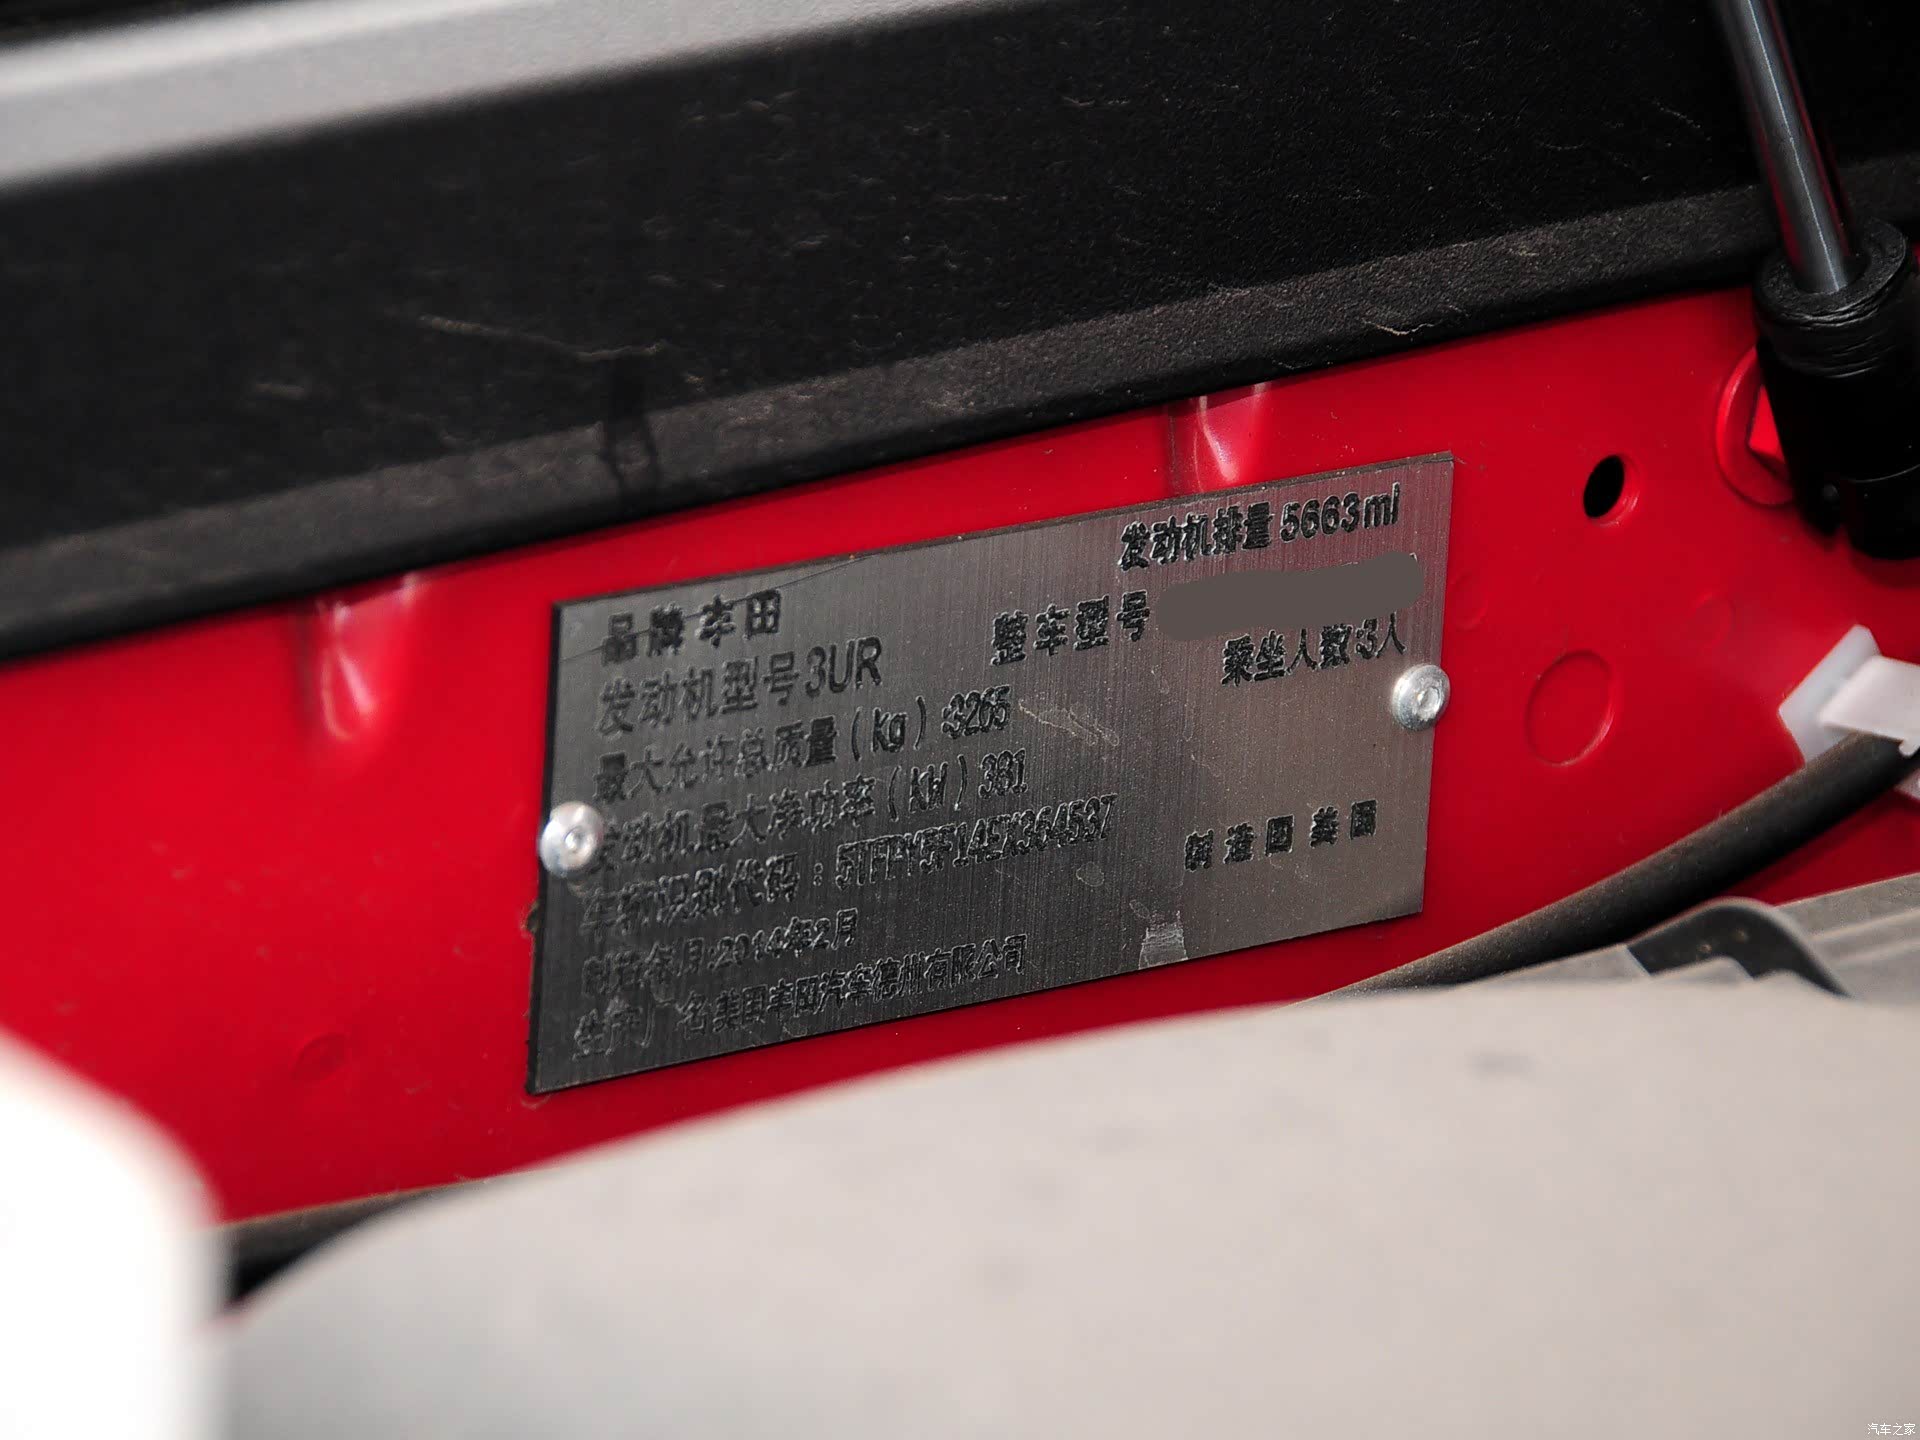 发动机排量 5663ml
品牌 丰田
整车型号
发动机型号 3UR
乘坐人数:3人
最大允许总质量(kg):3265
发动机最大净功率(KW)381
车辆识别代码:
制造国 美国
制造年月:2014年2月
生产厂名 美国丰田汽车德州有限公司
汽车之家